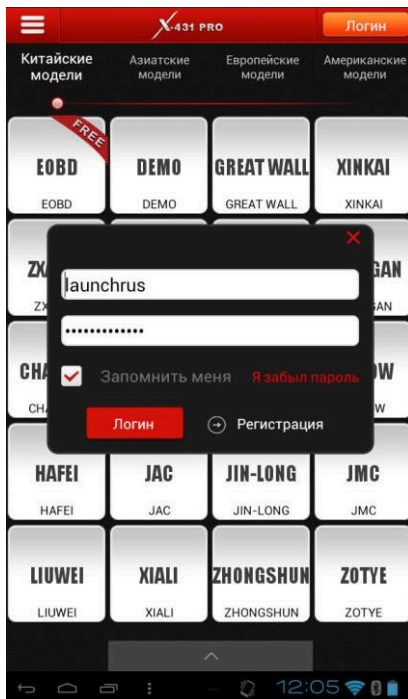 X-431 PRO
Логин
Китайские модели
Азиатские модели
Европейские модели
Американские модели
FREE
EOBD
DEMO
GREAT WALL
XINKAI
EOBD
DEMO
GREAT WALL
XINKAI
launchrus
•••••••••••••
Запомнить меня
Я забыл пароль
Логин
Регистрация
HAFEI
JAC
JIN-LONG
JMC
HAFEI
JAC
JIN-LONG
JMC
LIUWEI
XIALI
ZHONGSHUN
ZOTYE
LIUWEI
XIALI
ZHONGSHUN
ZOTYE
12:05